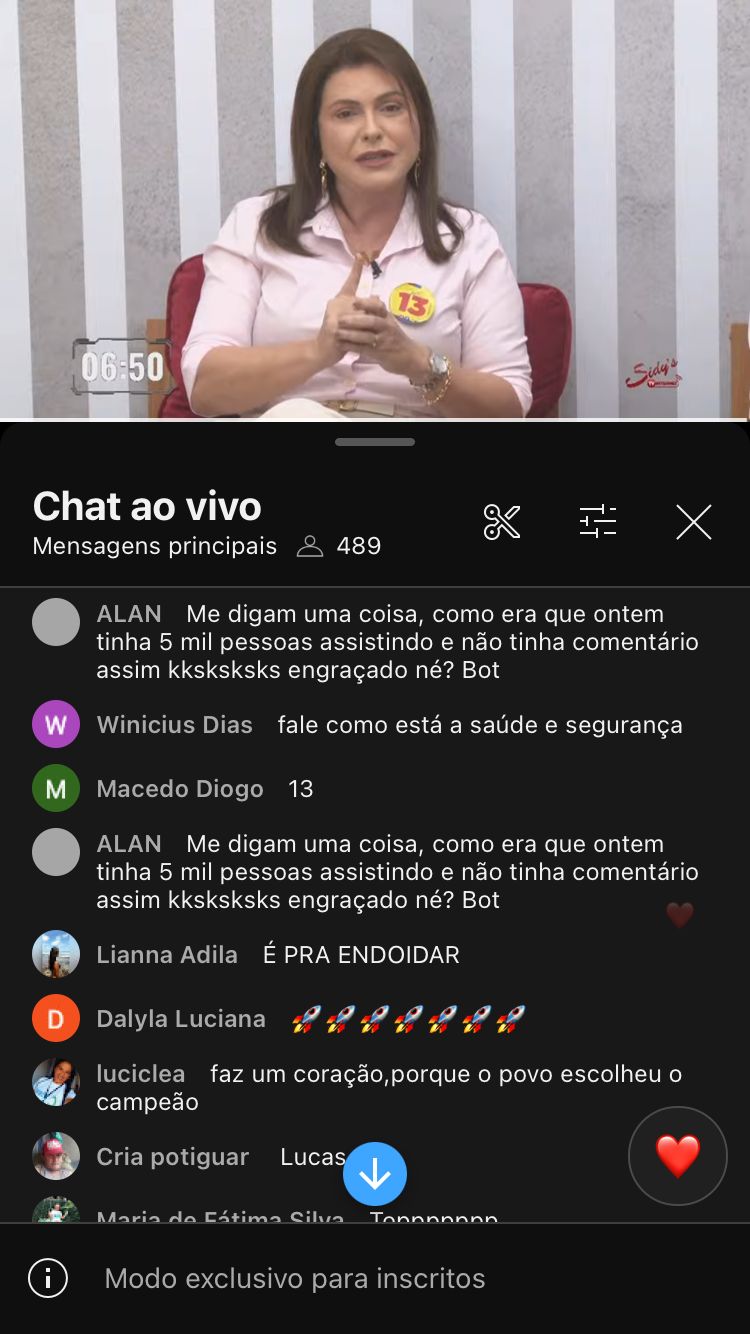 13
06:50
Sidy's
Chat ao vivo
Mensagens principais 489
ALAN Me digam uma coisa, como era que ontem
tinha 5 mil pessoas assistindo e não tinha comentário
assim kksksksks engraçado né? Bot
W Winicius Dias fale como está a saúde e segurança
M Macedo Diogo 13
ALAN Me digam uma coisa, como era que ontem
tinha 5 mil pessoas assistindo e não tinha comentário
assim kksksksks engraçado né? Bot
Lianna Adila É PRA ENDOIDAR
D Dalyla Luciana 🚀🚀🚀🚀🚀🚀🚀
luciclea faz um coração,porque o povo escolheu o
campeão
Cria potiguar Lucas
Maria de Fátima Silva Topppppp
Modo exclusivo para inscritos